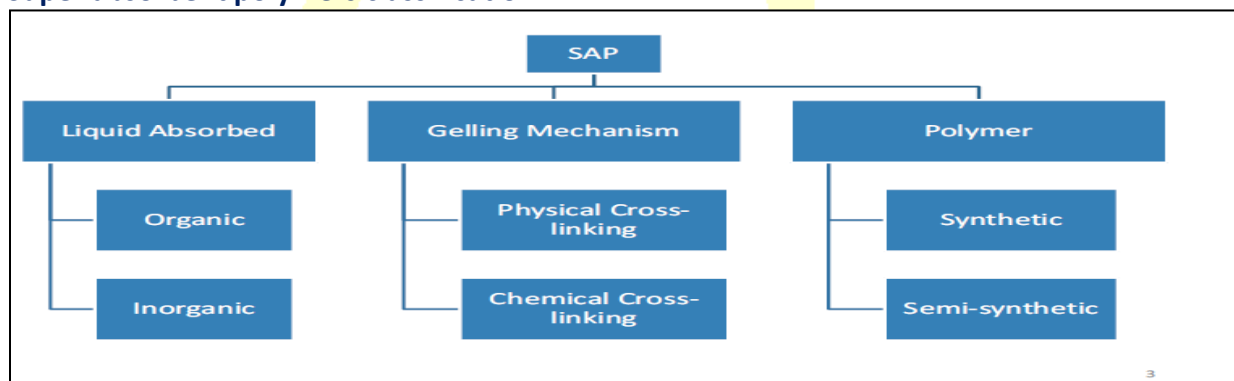 SAP
Liquid Absorbed
Gelling Mechanism
Polymer
Organic
Physical Cross-
linking
Synthetic
Inorganic
Chemical Cross-
linking
Semi-synthetic
3